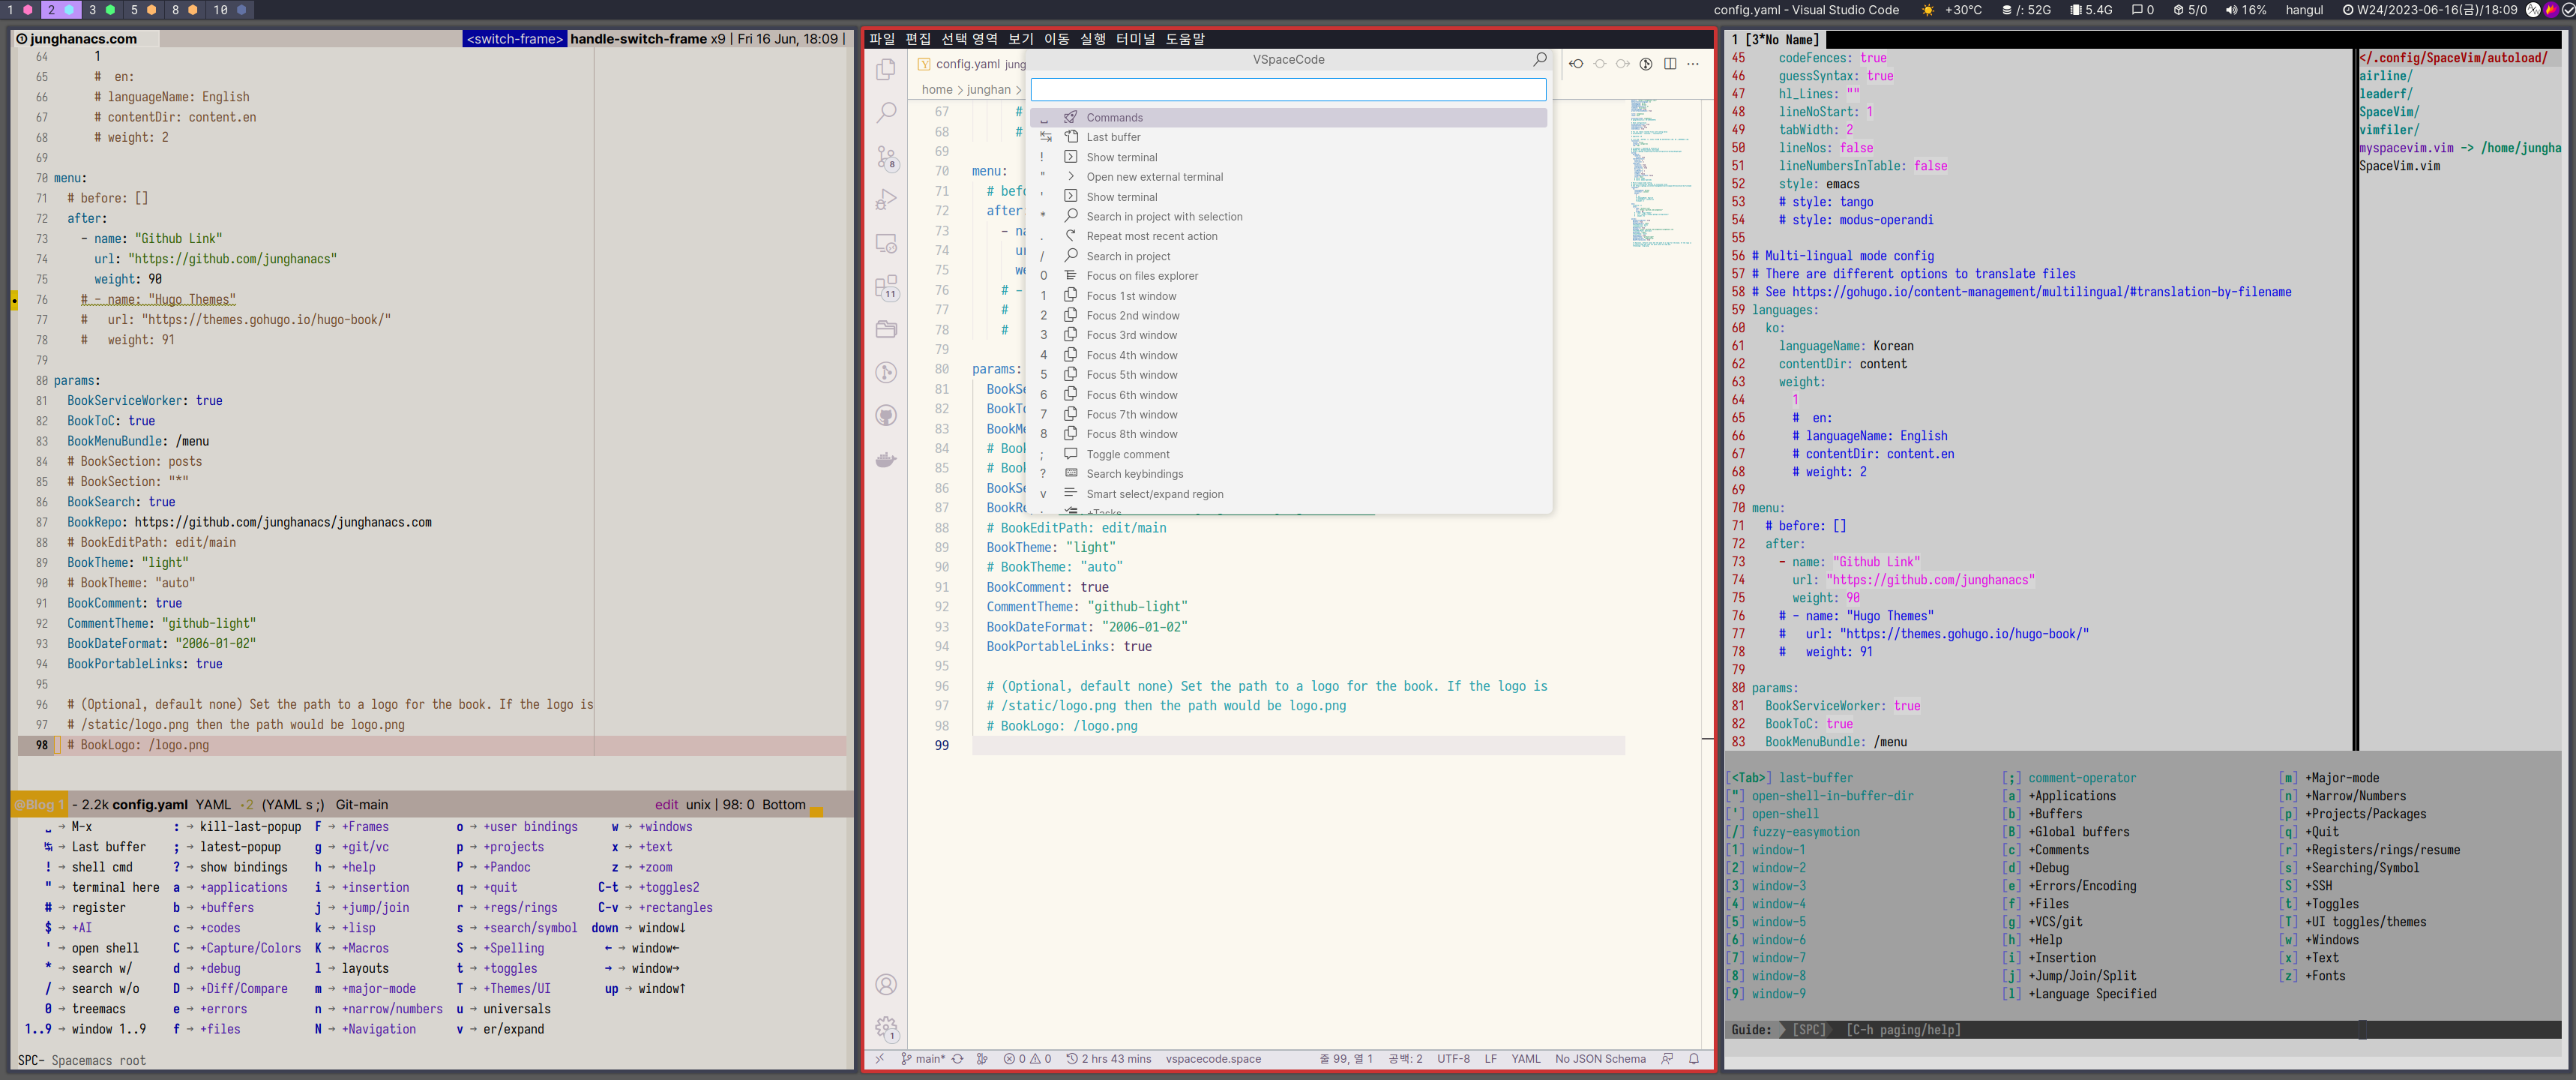 1 2 3 5 8 10
config.yaml - Visual Studio Code +30°C /: 52G 5.4G 0 5/0 16% hangul W24/2023-06-16(금)/18:09
junghanacs.com <switch-frame> handle-switch-frame x9 | Fri 16 Jun, 18:09 |
64 1
65 # en:
66 # languageName: English
67 # contentDir: content.en
68 # weight: 2
69
70 menu:
71 # before: []
72 after:
73 - name: "Github Link"
74 url: "https://github.com/junghanacs"
75 weight: 90
76 # - name: "Hugo Themes"
77 # url: "https://themes.gohugo.io/hugo-book/"
78 # weight: 91
79
80 params:
81 BookServiceWorker: true
82 BookToC: true
83 BookMenuBundle: /menu
84 # BookSection: posts
85 # BookSection: "*"
86 BookSearch: true
87 BookRepo: https://github.com/junghanacs/junghanacs.com
88 # BookEditPath: edit/main
89 BookTheme: "light"
90 # BookTheme: "auto"
91 BookComment: true
92 CommentTheme: "github-light"
93 BookDateFormat: "2006-01-02"
94 BookPortableLinks: true
95
96 # (Optional, default none) Set the path to a logo for the book. If the logo is
97 # /static/logo.png then the path would be logo.png
98 # BookLogo: /logo.png
@Blog 1 - 2.2k config.yaml YAML ·2 (YAML s ;) Git-main edit unix | 98: 0 Bottom
␣ → M-x : → kill-last-popup F → +Frames o → +user bindings w → +windows
↹ → Last buffer ; → latest-popup g → +git/vc p → +projects x → +text
! → shell cmd ? → show bindings h → +help P → +Pandoc z → +zoom
" → terminal here a → +applications i → +insertion q → +quit C-t → +toggles2
# → register b → +buffers j → +jump/join r → +regs/rings C-v → +rectangles
$ → +AI c → +codes k → +lisp s → +search/symbol down → window↓
' → open shell C → +Capture/Colors K → +Macros S → +Spelling ← → window←
* → search w/ d → +debug l → layouts t → +toggles → → window→
/ → search w/o D → +Diff/Compare m → +major-mode T → +Themes/UI up → window↑
0 → treemacs e → +errors n → +narrow/numbers u → universals
1..9 → window 1..9 f → +files N → +Navigation v → er/expand
SPC- Spacemacs root
파일 편집 선택 영역 보기 이동 실행 터미널 도움말
config.yaml jung
home > junghan >
8
11
1
VSpaceCode
␣ Commands
↹ Last buffer
! Show terminal
" Open new external terminal
' Show terminal
* Search in project with selection
. Repeat most recent action
/ Search in project
0 Focus on files explorer
1 Focus 1st window
2 Focus 2nd window
3 Focus 3rd window
4 Focus 4th window
5 Focus 5th window
6 Focus 6th window
7 Focus 7th window
8 Focus 8th window
; Toggle comment
? Search keybindings
v Smart select/expand region
+Tasks
67 #
68 #
69
70 menu:
71 # befo
72 after
73 - na
74 ur
75 we
76 # -
77 #
78 #
79
80 params:
81 BookSe
82 BookTo
83 BookMe
84 # Book
85 # Book
86 BookSe
87 BookRe
88 # BookEditPath: edit/main
89 BookTheme: "light"
90 # BookTheme: "auto"
91 BookComment: true
92 CommentTheme: "github-light"
93 BookDateFormat: "2006-01-02"
94 BookPortableLinks: true
95
96 # (Optional, default none) Set the path to a logo for the book. If the logo is
97 # /static/logo.png then the path would be logo.png
98 # BookLogo: /logo.png
99
main* 0 0 2 hrs 43 mins vspacecode.space 줄 99, 열 1 공백: 2 UTF-8 LF YAML No JSON Schema
1 [3*No Name]
45 codeFences: true
46 guessSyntax: true
47 hl_Lines: ""
48 lineNoStart: 1
49 tabWidth: 2
50 lineNos: false
51 lineNumbersInTable: false
52 style: emacs
53 # style: tango
54 # style: modus-operandi
55
56 # Multi-lingual mode config
57 # There are different options to translate files
58 # See https://gohugo.io/content-management/multilingual/#translation-by-filename
59 languages:
60 ko:
61 languageName: Korean
62 contentDir: content
63 weight:
64 1
65 # en:
66 # languageName: English
67 # contentDir: content.en
68 # weight: 2
69
70 menu:
71 # before: []
72 after:
73 - name: "Github Link"
74 url: "https://github.com/junghanacs"
75 weight: 90
76 # - name: "Hugo Themes"
77 # url: "https://themes.gohugo.io/hugo-book/"
78 # weight: 91
79
80 params:
81 BookServiceWorker: true
82 BookToC: true
83 BookMenuBundle: /menu
</.config/SpaceVim/autoload/
airline/
leaderf/
SpaceVim/
vimfiler/
myspacevim.vim -> /home/jungha
SpaceVim.vim
[<Tab>] last-buffer [;] comment-operator [m] +Major-mode
["] open-shell-in-buffer-dir [a] +Applications [n] +Narrow/Numbers
['] open-shell [b] +Buffers [p] +Projects/Packages
[/] fuzzy-easymotion [B] +Global buffers [q] +Quit
[1] window-1 [c] +Comments [r] +Registers/rings/resume
[2] window-2 [d] +Debug [s] +Searching/Symbol
[3] window-3 [e] +Errors/Encoding [S] +SSH
[4] window-4 [f] +Files [t] +Toggles
[5] window-5 [g] +VCS/git [T] +UI toggles/themes
[6] window-6 [h] +Help [w] +Windows
[7] window-7 [i] +Insertion [x] +Text
[8] window-8 [j] +Jump/Join/Split [z] +Fonts
[9] window-9 [l] +Language Specified
Guide: [SPC] [C-h paging/help]